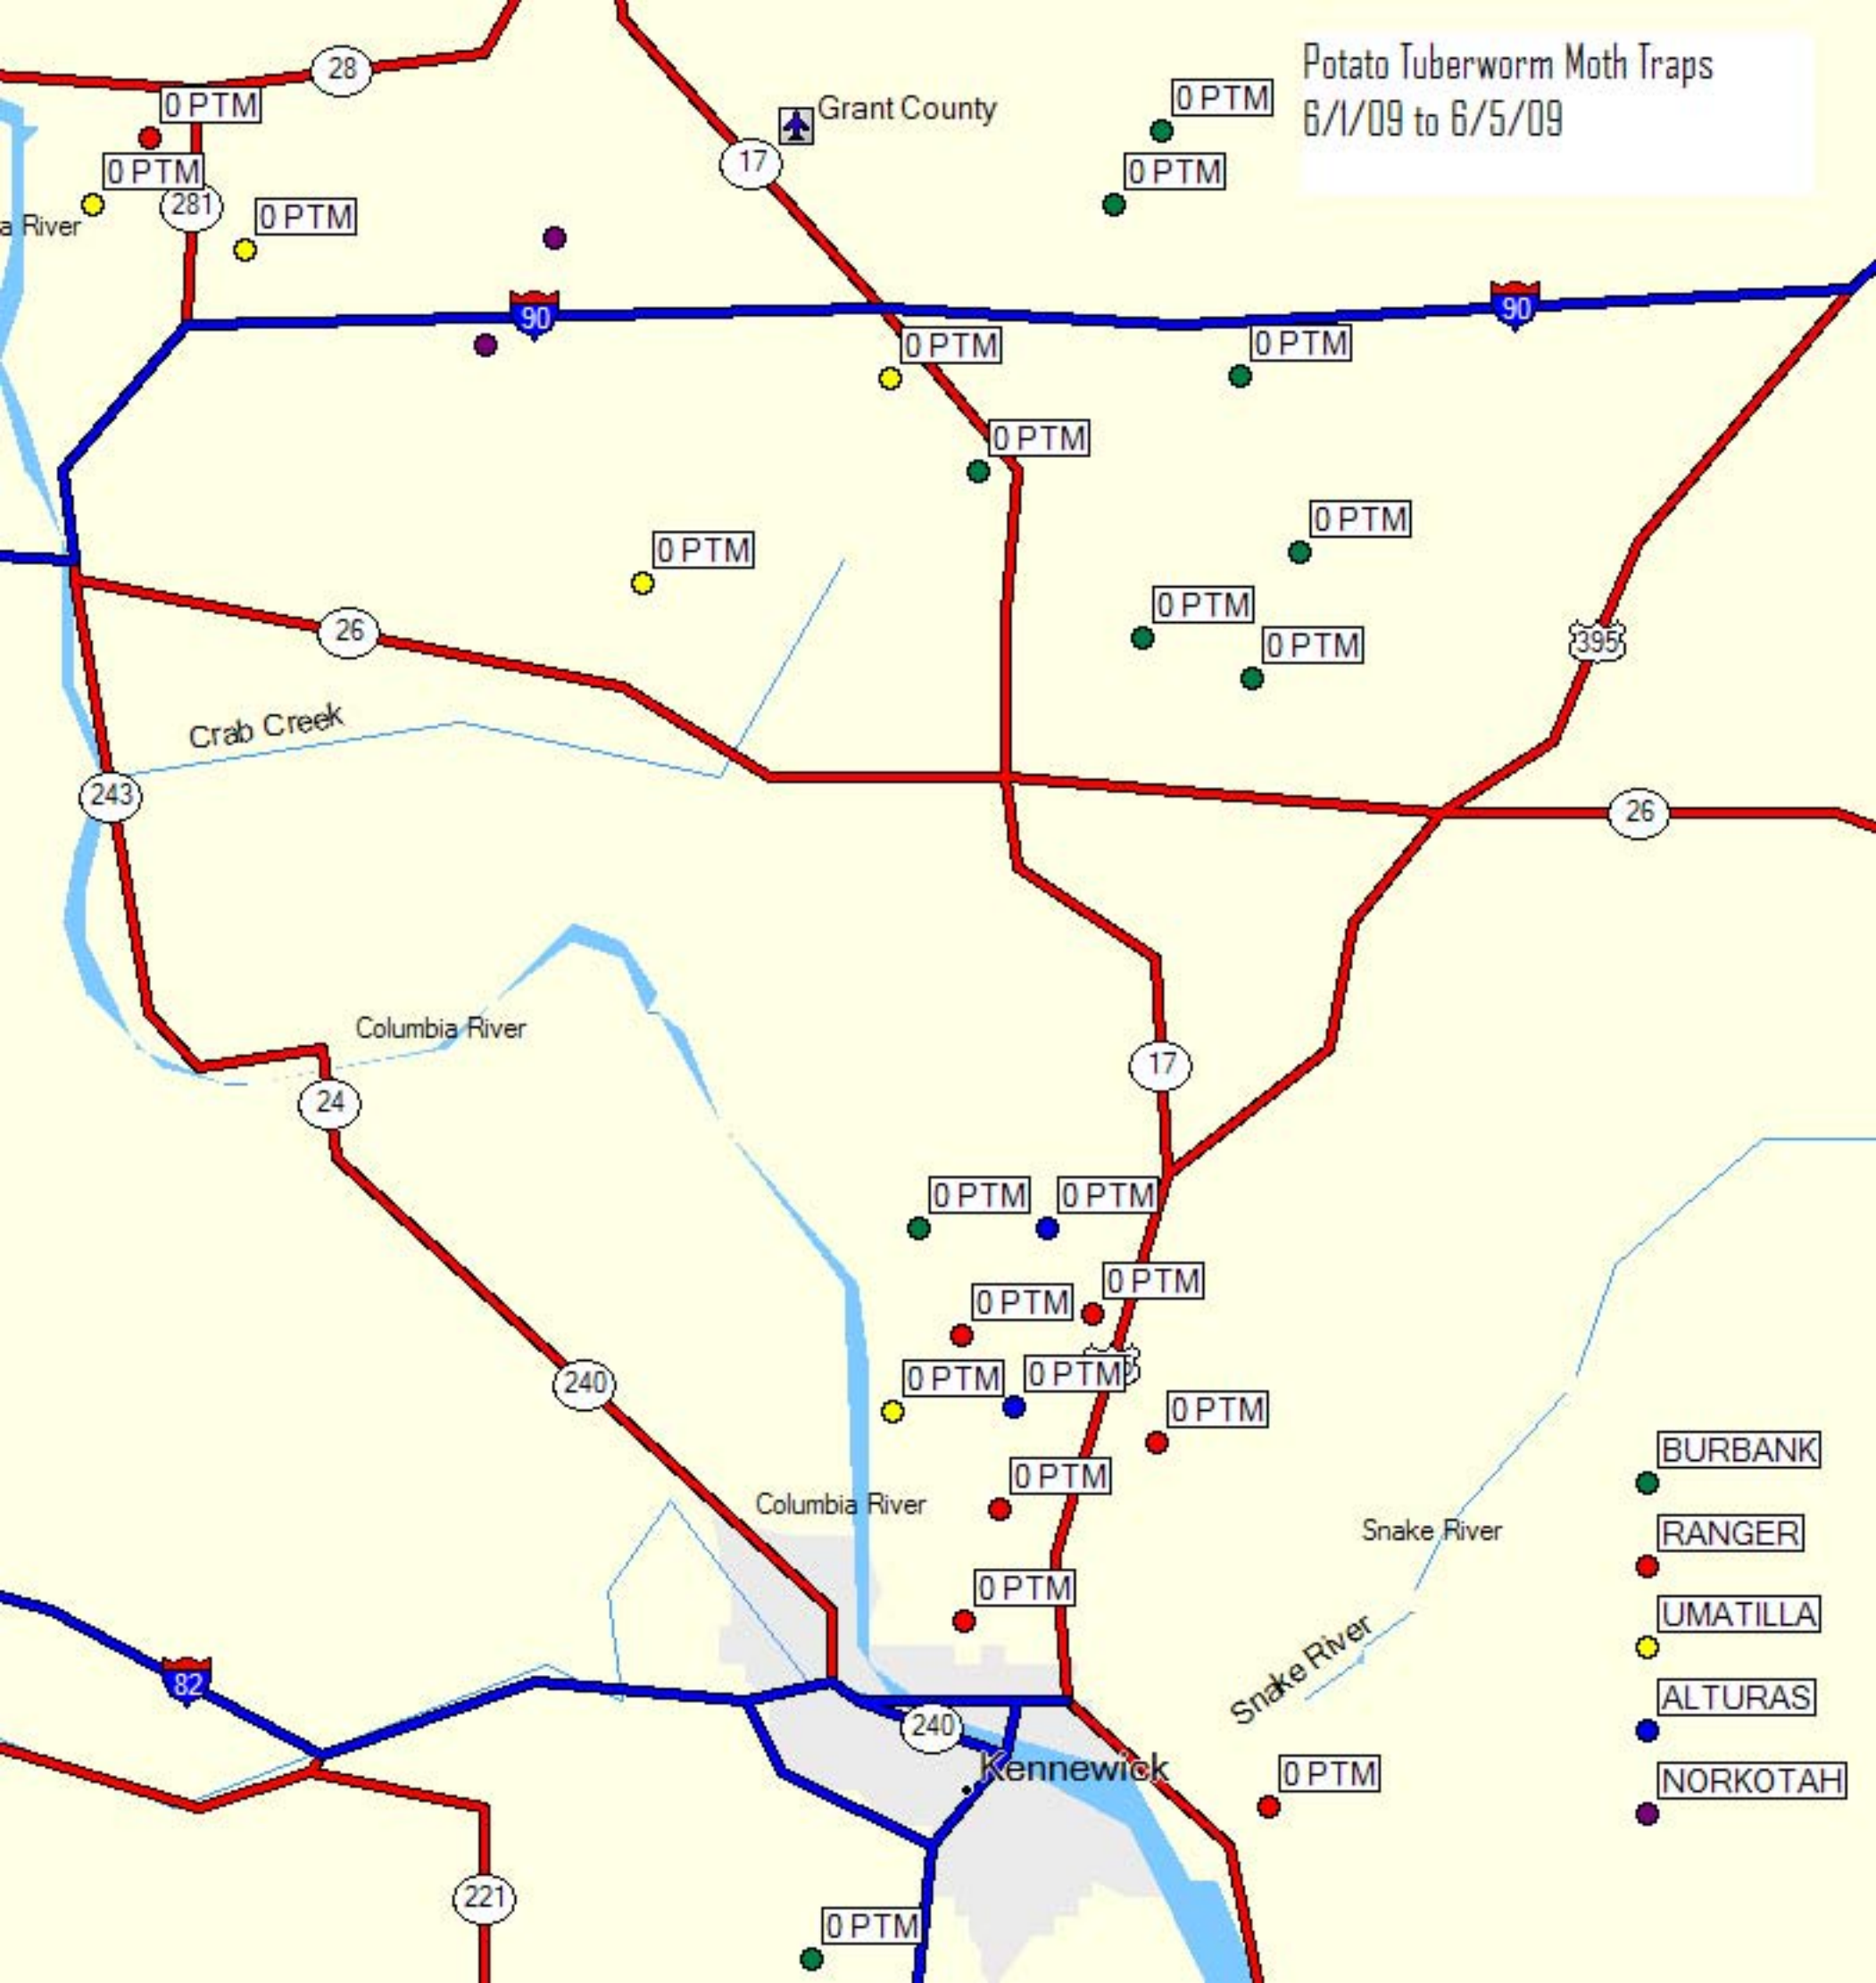 Potato Tuberworm Moth Traps
6/1/09 to 6/5/09
28
0 PTM
0 PTM
281
a River
0 PTM
17
Grant County
0 PTM
0 PTM
90
90
0 PTM
0 PTM
0 PTM
0 PTM
0 PTM
26
0 PTM
0 PTM
395
Crab Creek
243
26
Columbia River
24
17
0 PTM
0 PTM
0 PTM
0 PTM
0 PTM
0 PTM
240
0 PTM
0 PTM
Columbia River
Snake River
0 PTM
82
Snake River
240
Kennewick
0 PTM
221
0 PTM
BURBANK
RANGER
UMATILLA
ALTURAS
NORKOTAH